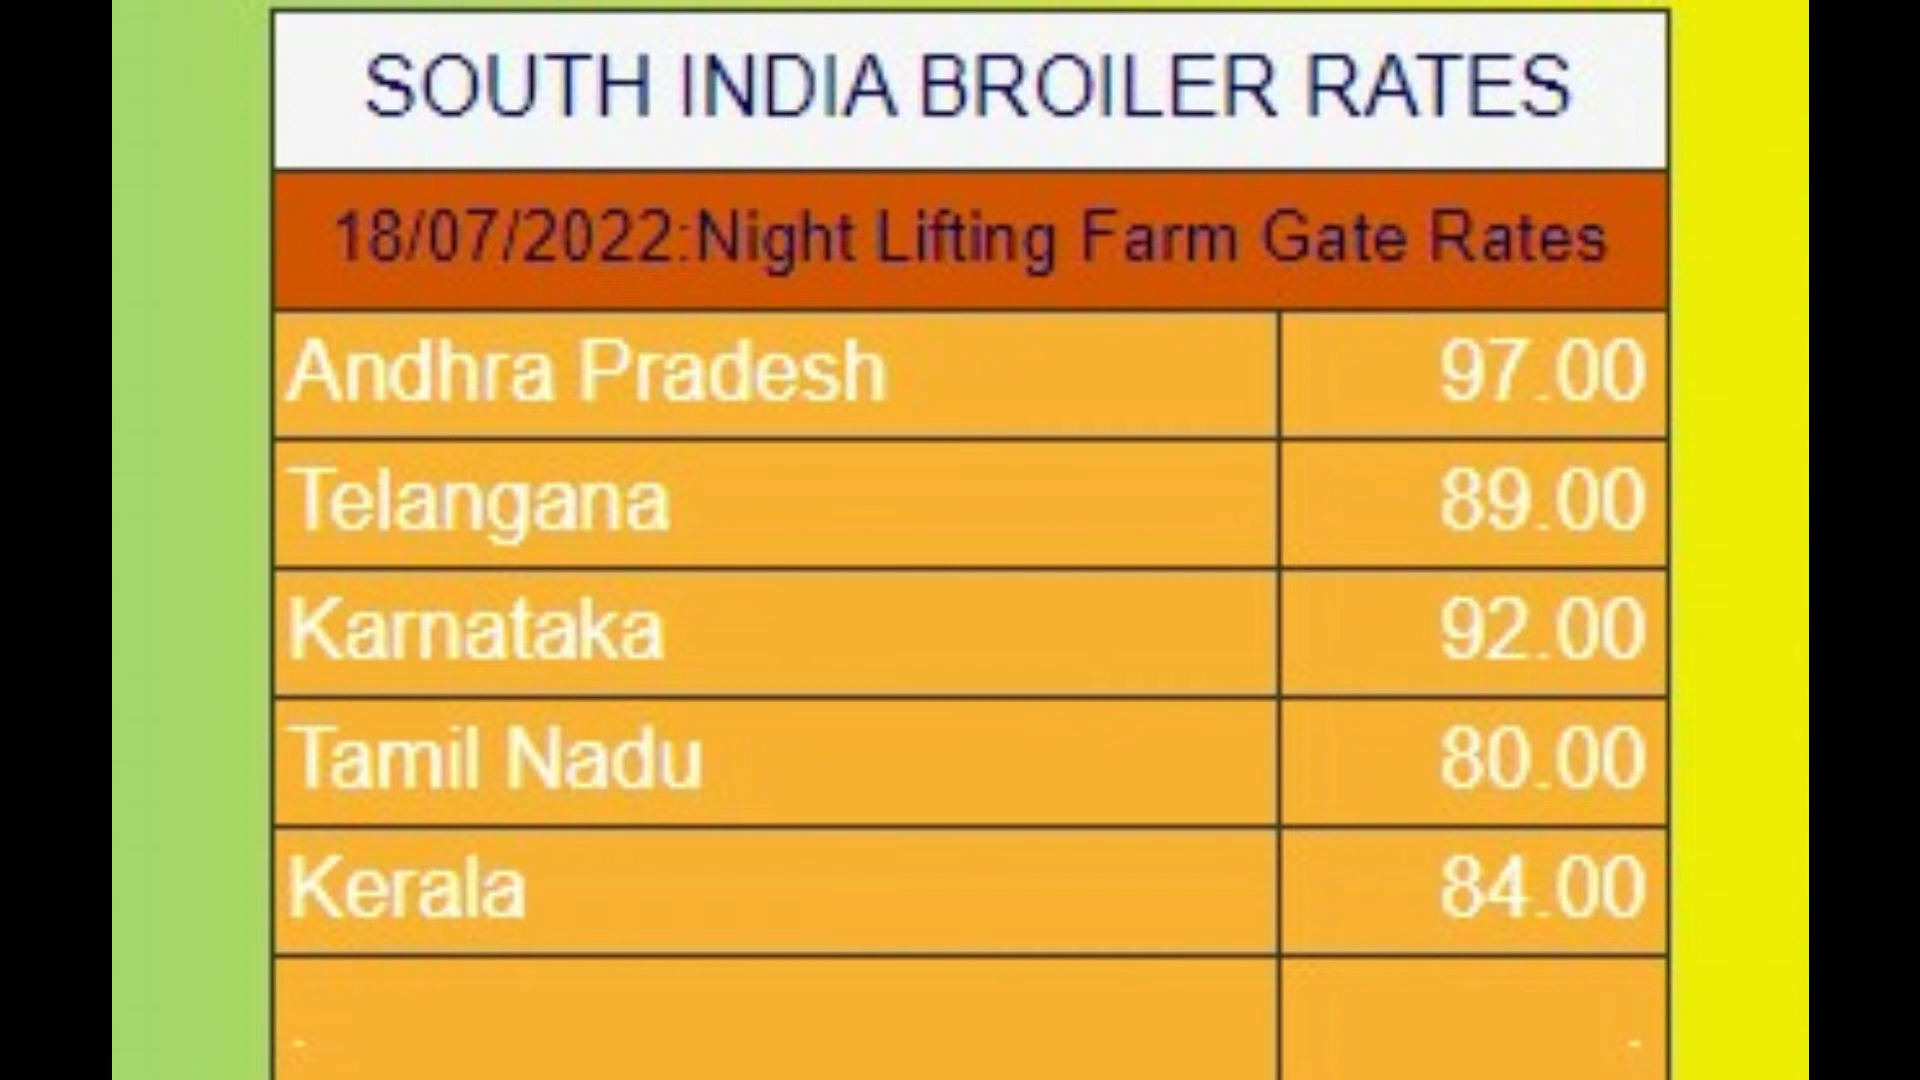 SOUTH INDIA BROILER RATES
18/07/2022:Night Lifting Farm Gate Rates
Andhra Pradesh 97.00
Telangana 89.00
Karnataka 92.00
Tamil Nadu 80.00
Kerala 84.00
- -